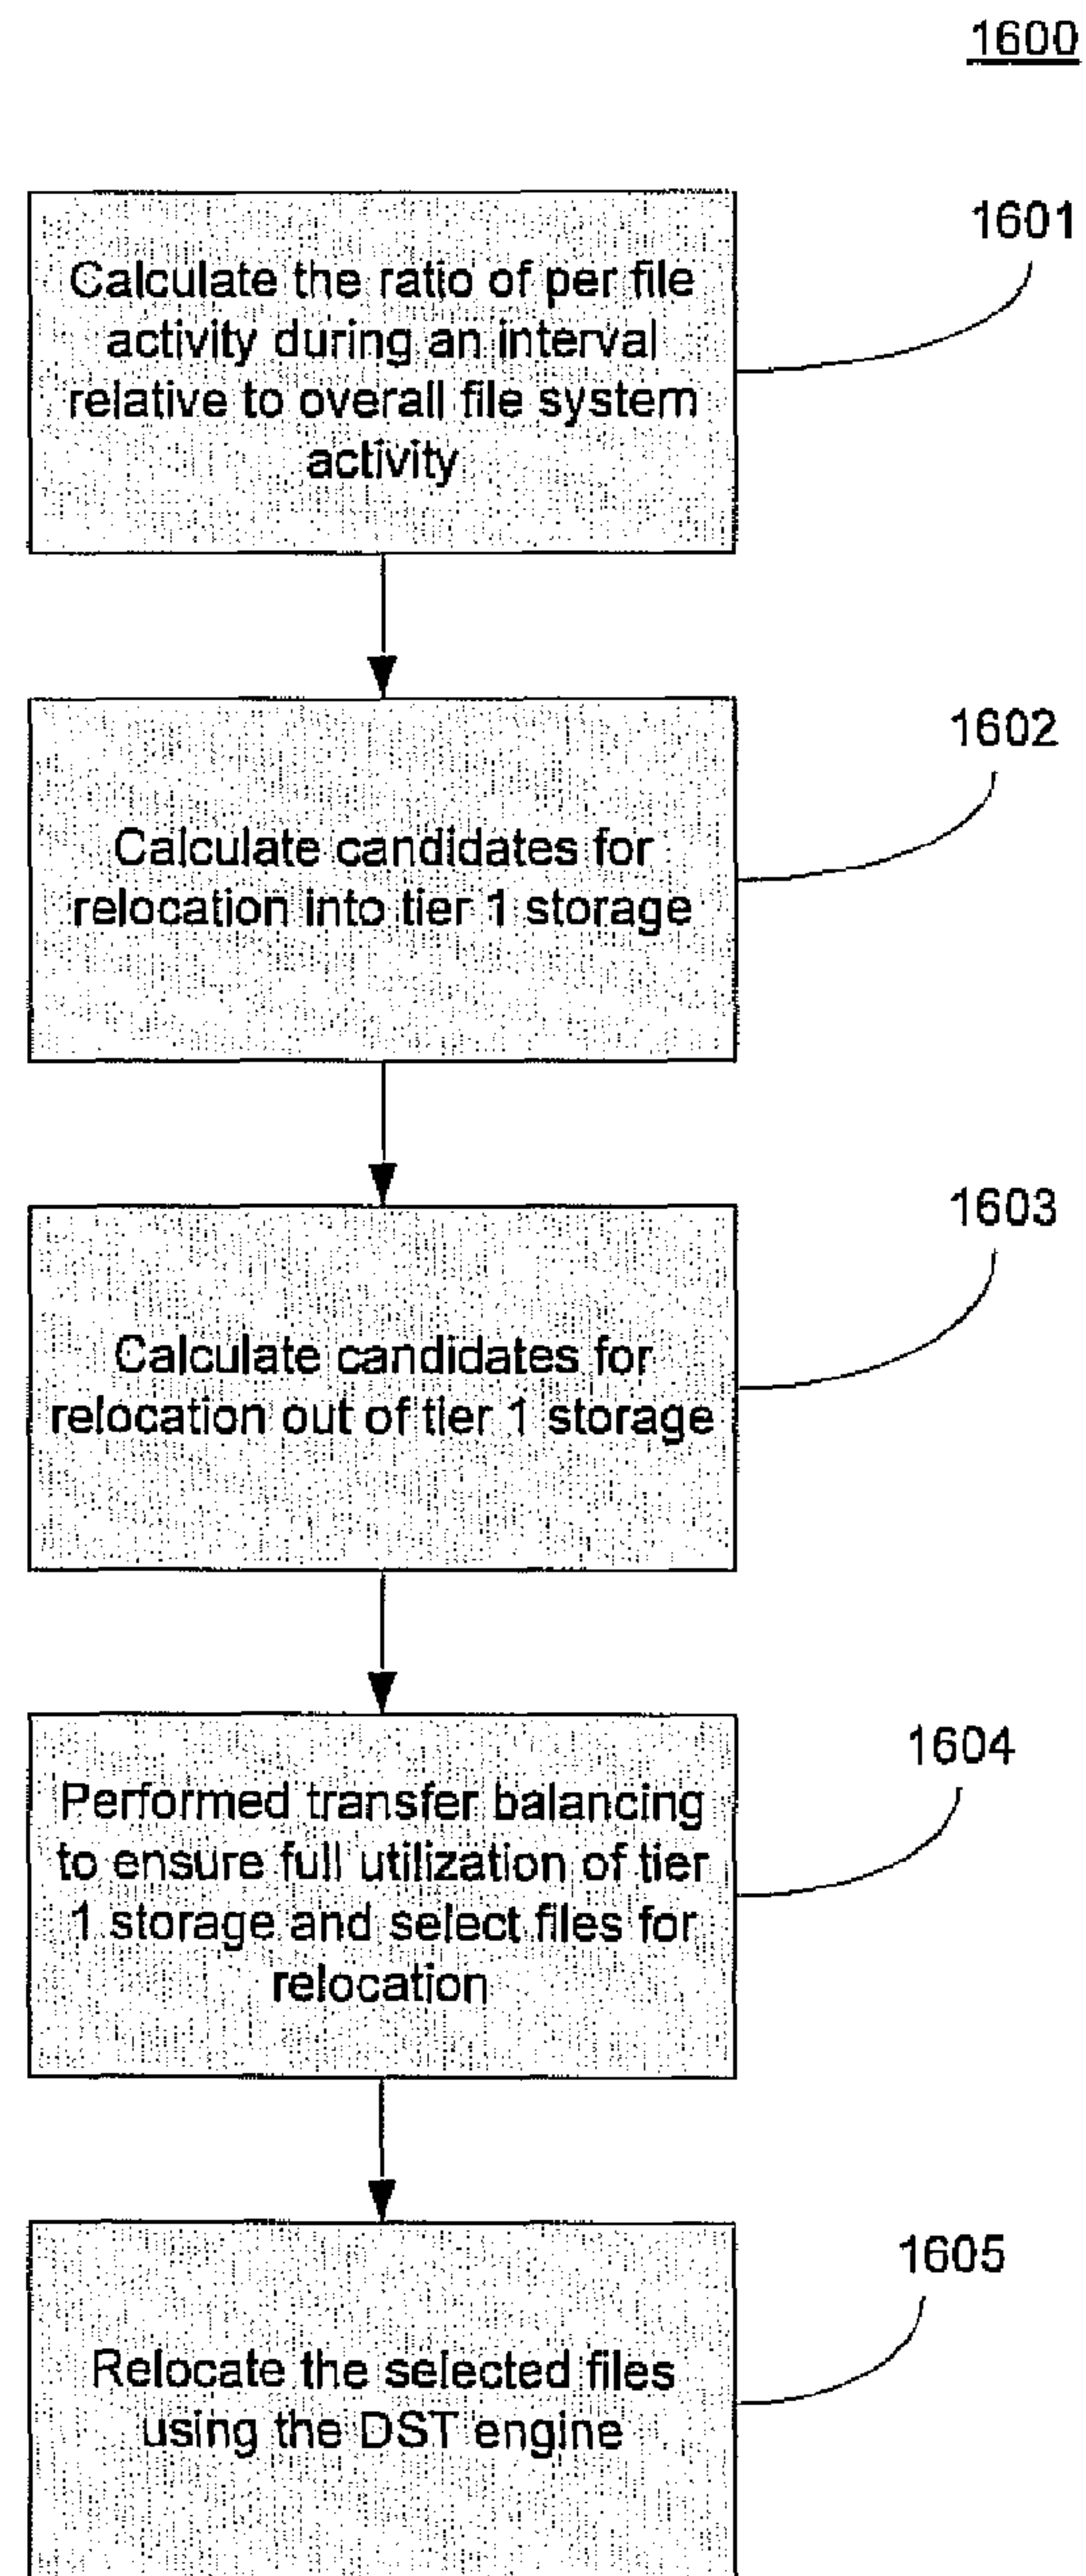 1600
1601
Calculate the ratio of per file
activity during an interval
relative to overall file system
activity
1602
Calculate candidates for
relocation into tier 1 storage
1603
Calculate candidates for
relocation out of tier 1 storage
1604
Performed transfer balancing
to ensure full utilization of tier
1 storage and select files for
relocation
1605
Relocate the selected files
using the DST engine